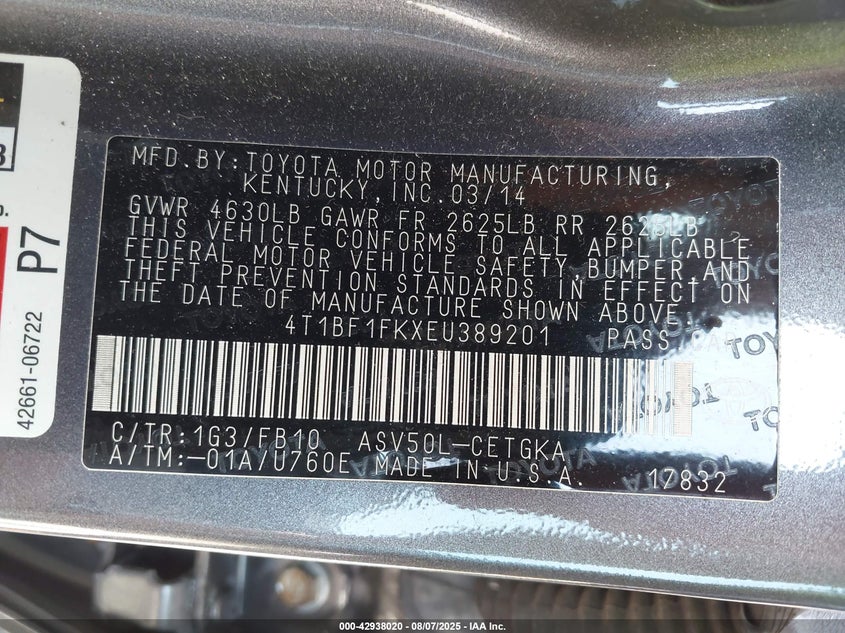 MFD. BY: TOYOTA MOTOR MANUFACTURING,
KENTUCKY, INC. 03/14
GVWR 4630LB GAWR FR 2625LB RR 2625LB
THIS VEHICLE CONFORMS TO ALL APPLICABLE
FEDERAL MOTOR VEHICLE SAFETY, BUMPER, AND
THEFT PREVENTION STANDARDS IN EFFECT ON
THE DATE OF MANUFACTURE SHOWN ABOVE.
4T1BF1FKXEU389201 PASS CAR
C/TR: 1G3/FB10 ASV50L-CETGKA
A/TM: -01A/U760E MADE IN U.S.A. 17832
P7
42661-06722
TOYOTA
000-42938020 - 08/07/2025 - IAA Inc.